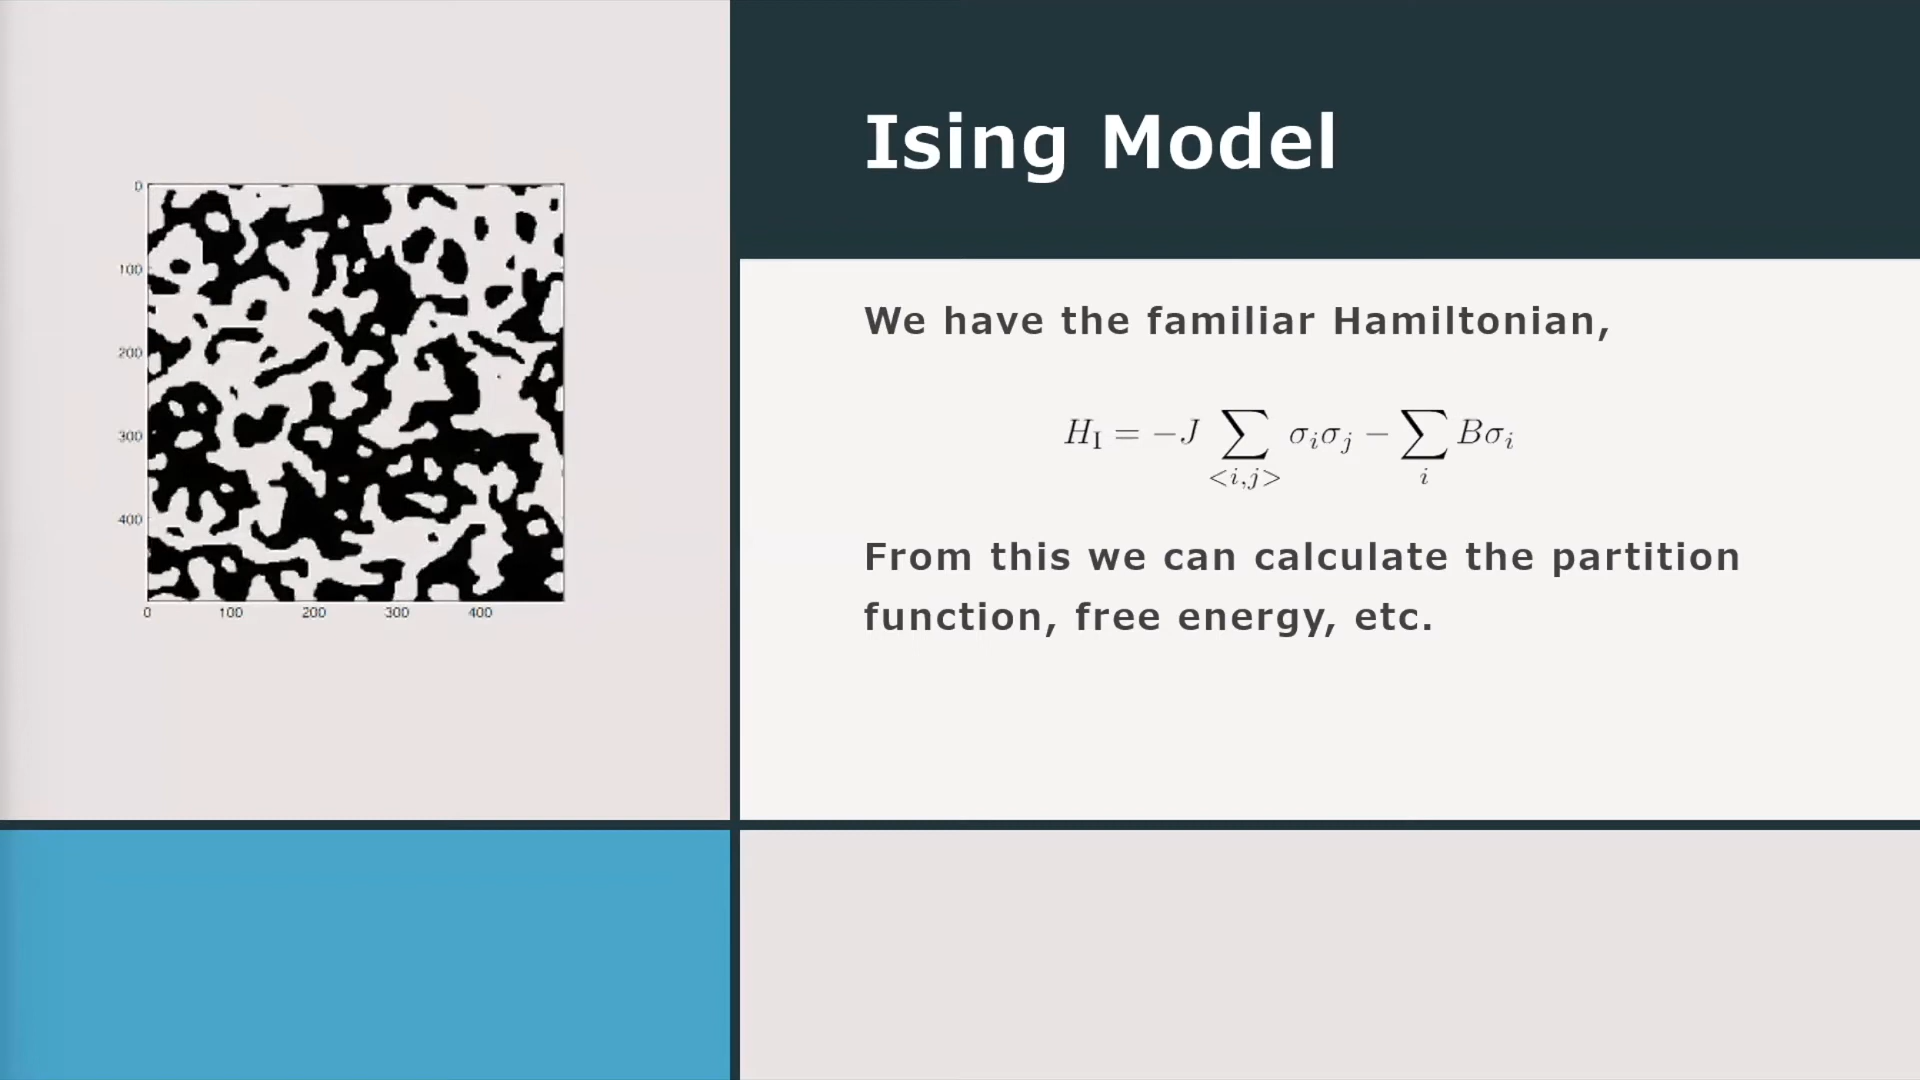 Ising Model
0
100
200
300
400
0 100 200 300 400
We have the familiar Hamiltonian,
H_I = −J ∑_{<i,j>} σ_i σ_j − ∑_i Bσ_i
From this we can calculate the partition
function, free energy, etc.